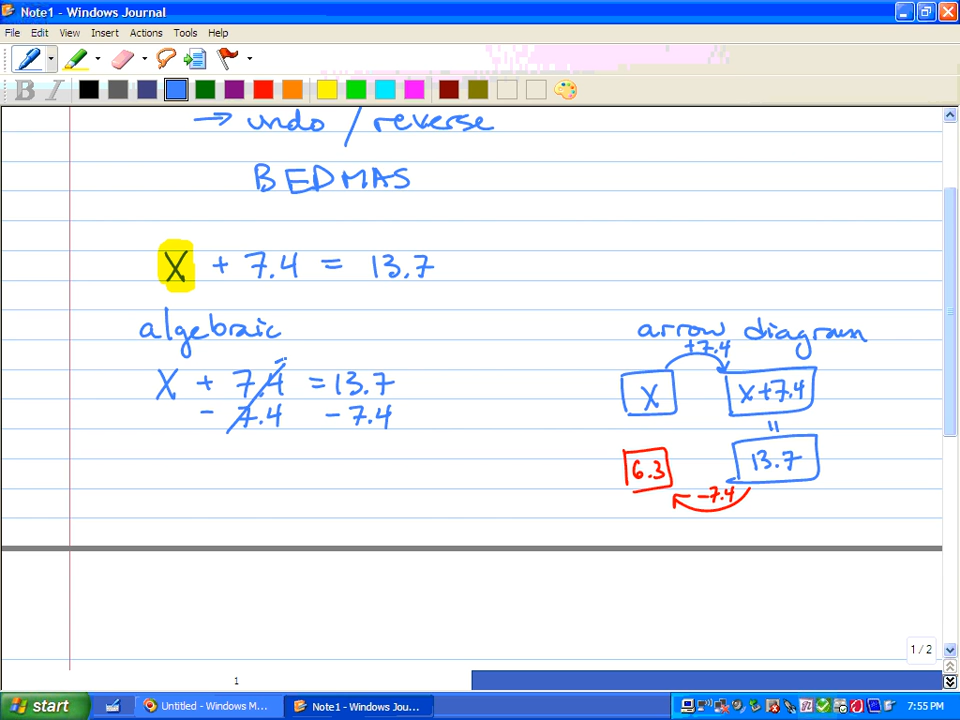 Note1 - Windows Journal
File Edit View Insert Actions Tools Help
B I
→ undo / reverse
BEDMAS
X + 7.4 = 13.7
algebraic
X + 7.4 = 13.7
- 7.4 - 7.4
arrow diagram
+7.4
X X+7.4
=
6.3 13.7
-7.4
1 / 2
1
start Untitled - Windows M... Note1 - Windows Jou... 7:55 PM